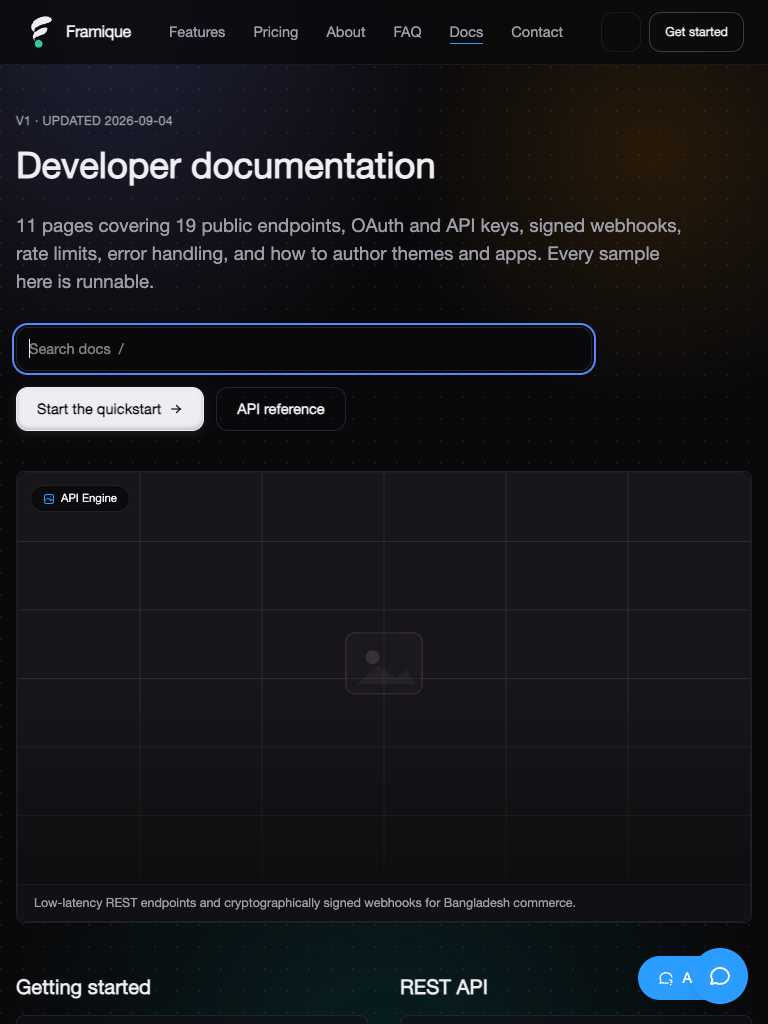 Framique
Features
Pricing
About
FAQ
Docs
Contact
Get started
V1 · UPDATED 2026-09-04
Developer documentation
11 pages covering 19 public endpoints, OAuth and API keys, signed webhooks,
rate limits, error handling, and how to author themes and apps. Every sample
here is runnable.
Search docs /
Start the quickstart →
API reference
API Engine
Low-latency REST endpoints and cryptographically signed webhooks for Bangladesh commerce.
Getting started
REST API
A